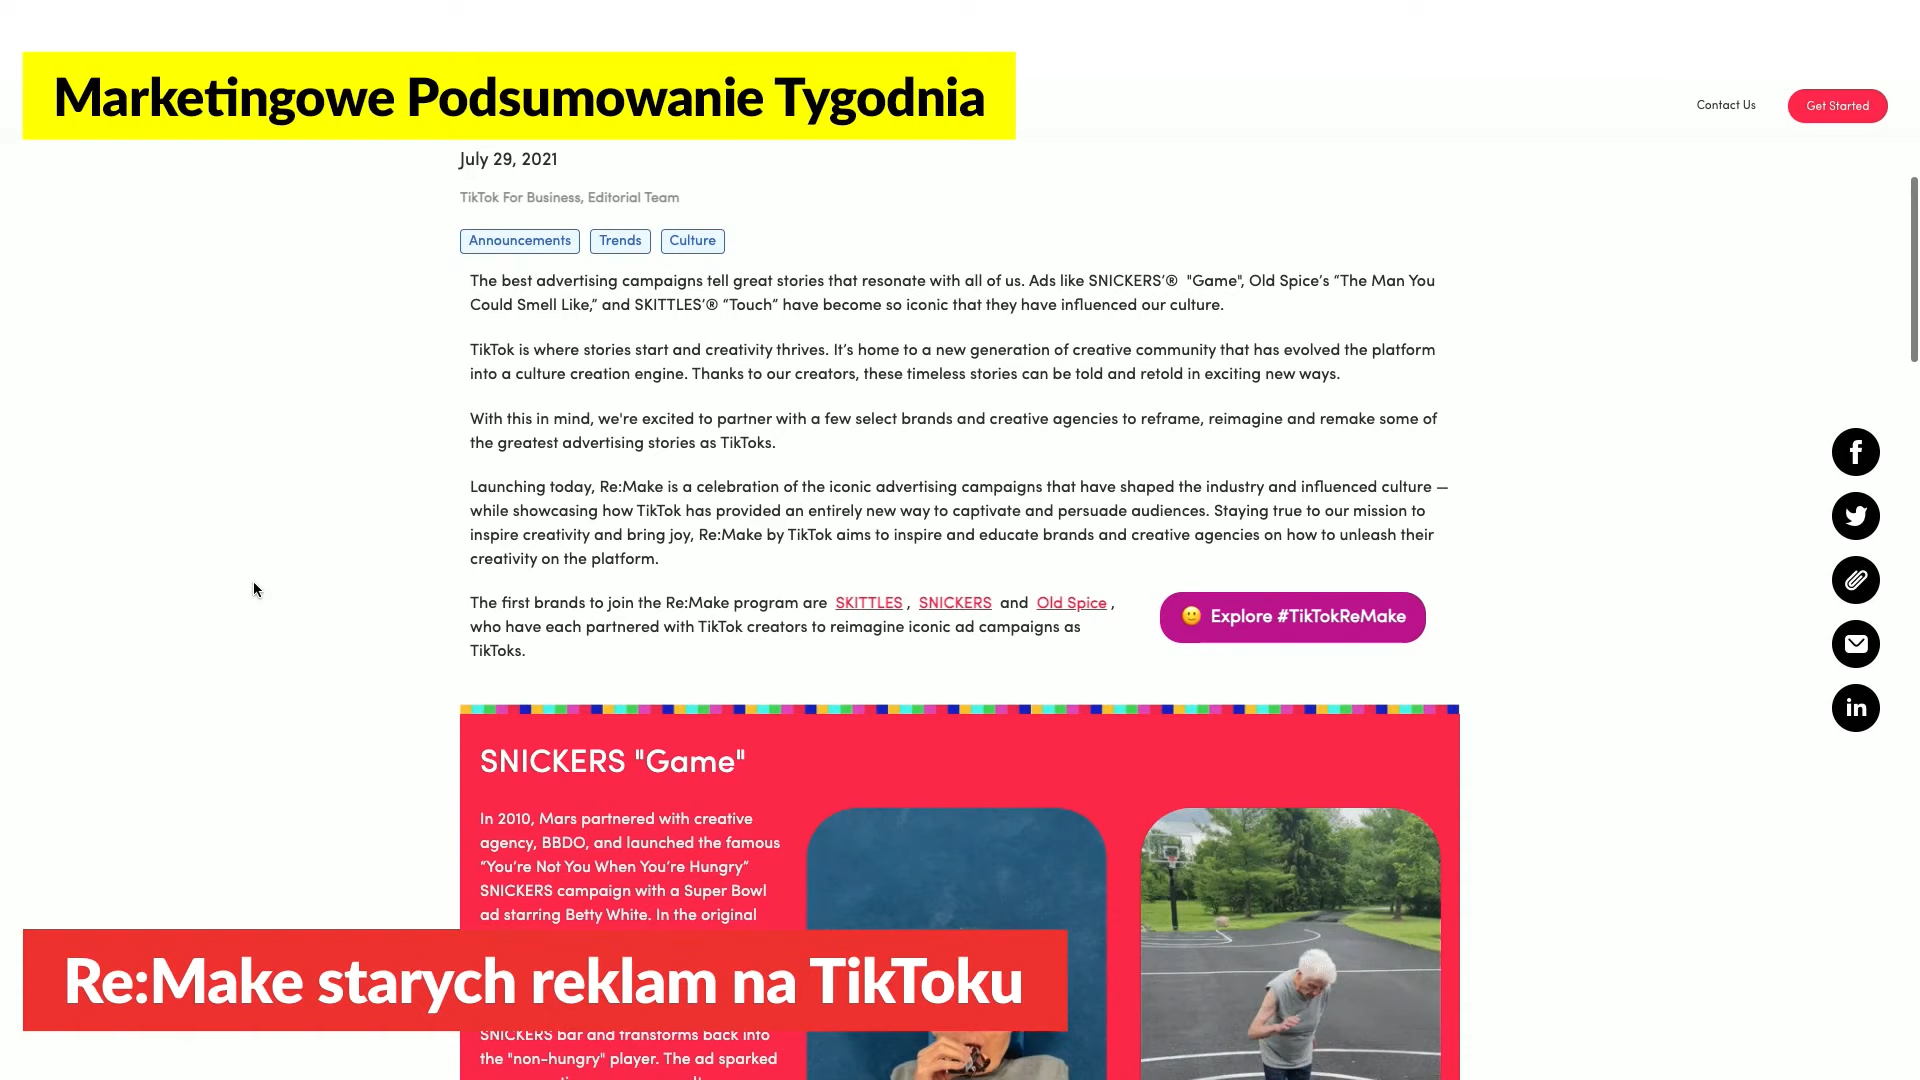 Marketingowe Podsumowanie Tygodnia
Contact Us
Get Started
July 29, 2021
TikTok For Business, Editorial Team
Announcements
Trends
Culture
The best advertising campaigns tell great stories that resonate with all of us. Ads like SNICKERS’® "Game", Old Spice’s “The Man You
Could Smell Like,” and SKITTLES’® “Touch” have become so iconic that they have influenced our culture.
TikTok is where stories start and creativity thrives. It’s home to a new generation of creative community that has evolved the platform
into a culture creation engine. Thanks to our creators, these timeless stories can be told and retold in exciting new ways.
With this in mind, we're excited to partner with a few select brands and creative agencies to reframe, reimagine and remake some of
the greatest advertising stories as TikToks.
Launching today, Re:Make is a celebration of the iconic advertising campaigns that have shaped the industry and influenced culture —
while showcasing how TikTok has provided an entirely new way to captivate and persuade audiences. Staying true to our mission to
inspire creativity and bring joy, Re:Make by TikTok aims to inspire and educate brands and creative agencies on how to unleash their
creativity on the platform.
The first brands to join the Re:Make program are SKITTLES , SNICKERS and Old Spice ,
who have each partnered with TikTok creators to reimagine iconic ad campaigns as
TikToks.
🙂 Explore #TikTokReMake
SNICKERS "Game"
In 2010, Mars partnered with creative
agency, BBDO, and launched the famous
“You’re Not You When You’re Hungry”
SNICKERS campaign with a Super Bowl
ad starring Betty White. In the original
Re:Make starych reklam na TikToku
SNICKERS bar and transforms back into
the "non-hungry" player. The ad sparked